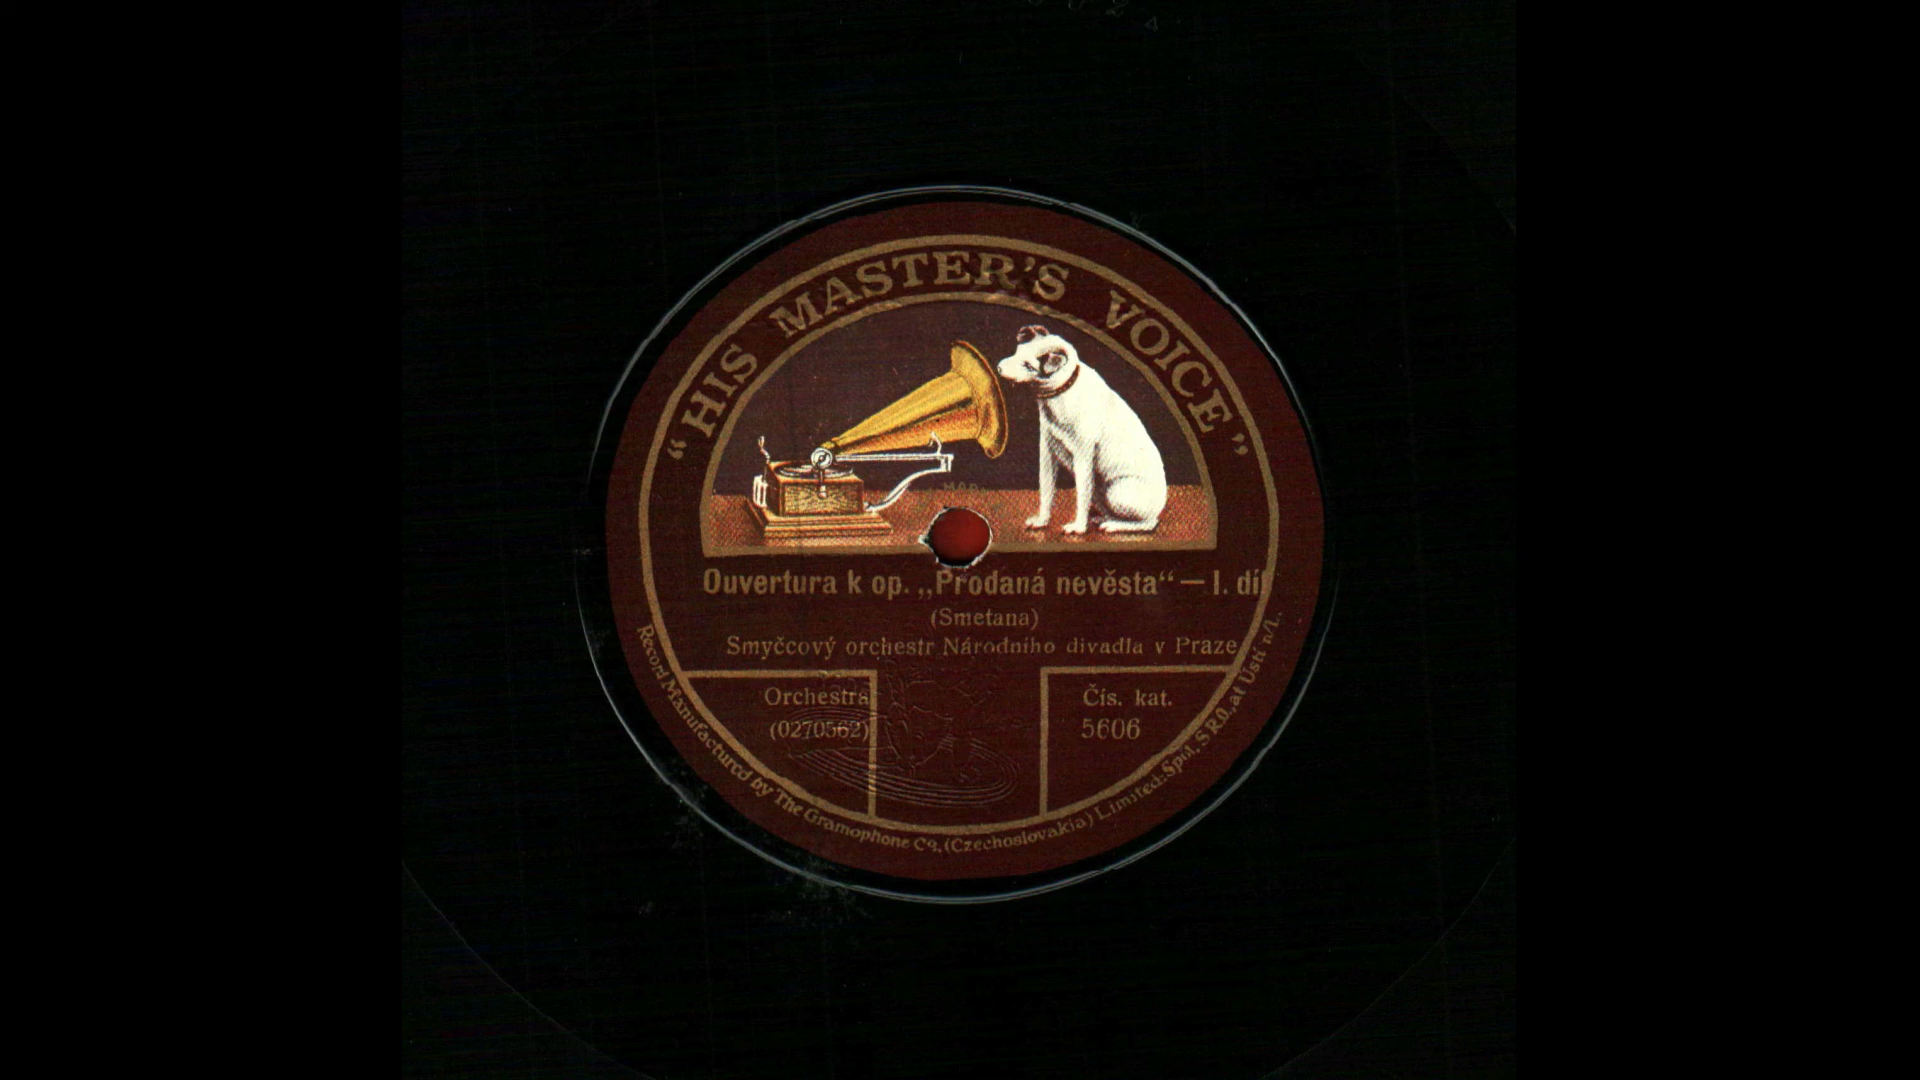 “HIS MASTER'S VOICE”
Ouvertura k op. „Prodaná nevěsta“ — I. díl
(Smetana)
Smyčcový orchestr Národního divadla v Praze
Orchestra
(0270562)
Čís. kat.
5606
Record Manufactured by The Gramophone Co, (Czechoslovakia) Limited: Spol, S R.O., at Ústí n/L.